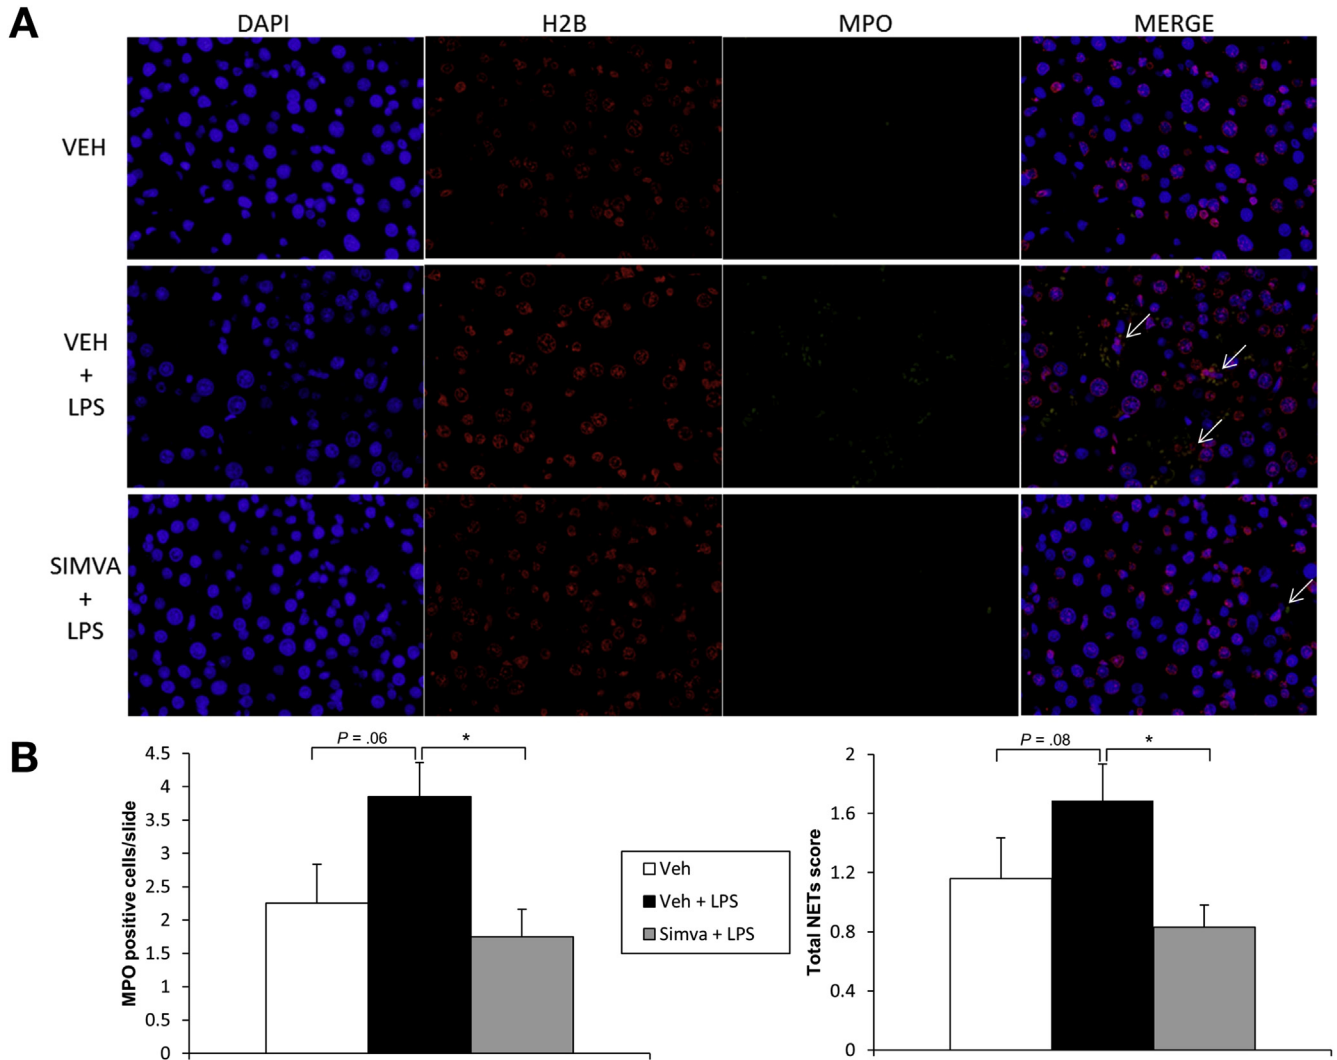 A
DAPI
H2B
MPO
MERGE
VEH
VEH
+
LPS
SIMVA
+
LPS
B
P = .06
*
4.5
4
3.5
3
2.5
2
1.5
1
0.5
0
MPO positive cells/slide
Veh
Veh + LPS
Simva + LPS
P = .08
*
2
1.6
1.2
0.8
0.4
0
Total NETs score